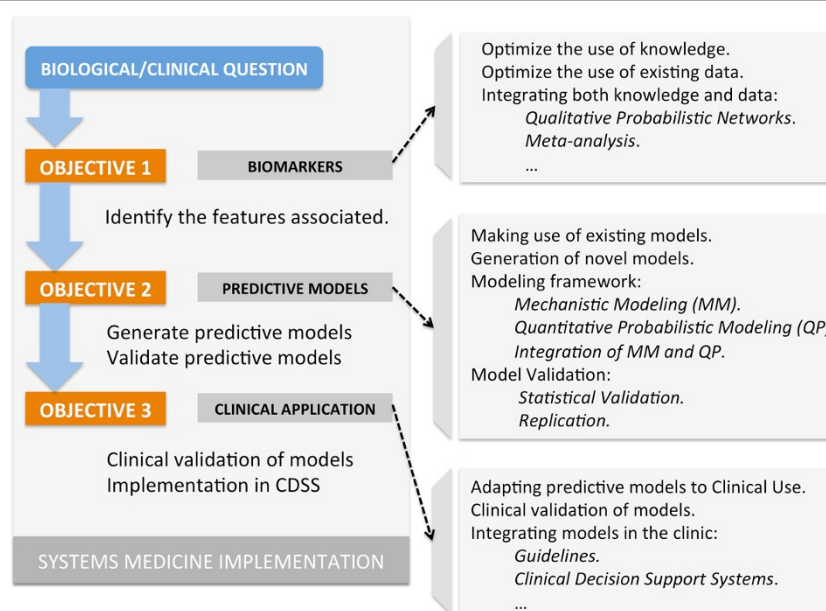 BIOLOGICAL/CLINICAL QUESTION
OBJECTIVE 1
BIOMARKERS
Identify the features associated.
OBJECTIVE 2
PREDICTIVE MODELS
Generate predictive models
Validate predictive models
OBJECTIVE 3
CLINICAL APPLICATION
Clinical validation of models
Implementation in CDSS
SYSTEMS MEDICINE IMPLEMENTATION
Optimize the use of knowledge.
Optimize the use of existing data.
Integrating both knowledge and data:
Qualitative Probabilistic Networks.
Meta-analysis.
...
Making use of existing models.
Generation of novel models.
Modeling framework:
Mechanistic Modeling (MM).
Quantitative Probabilistic Modeling (QP)
Integration of MM and QP.
Model Validation:
Statistical Validation.
Replication.
Adapting predictive models to Clinical Use.
Clinical validation of models.
Integrating models in the clinic:
Guidelines.
Clinical Decision Support Systems.
...